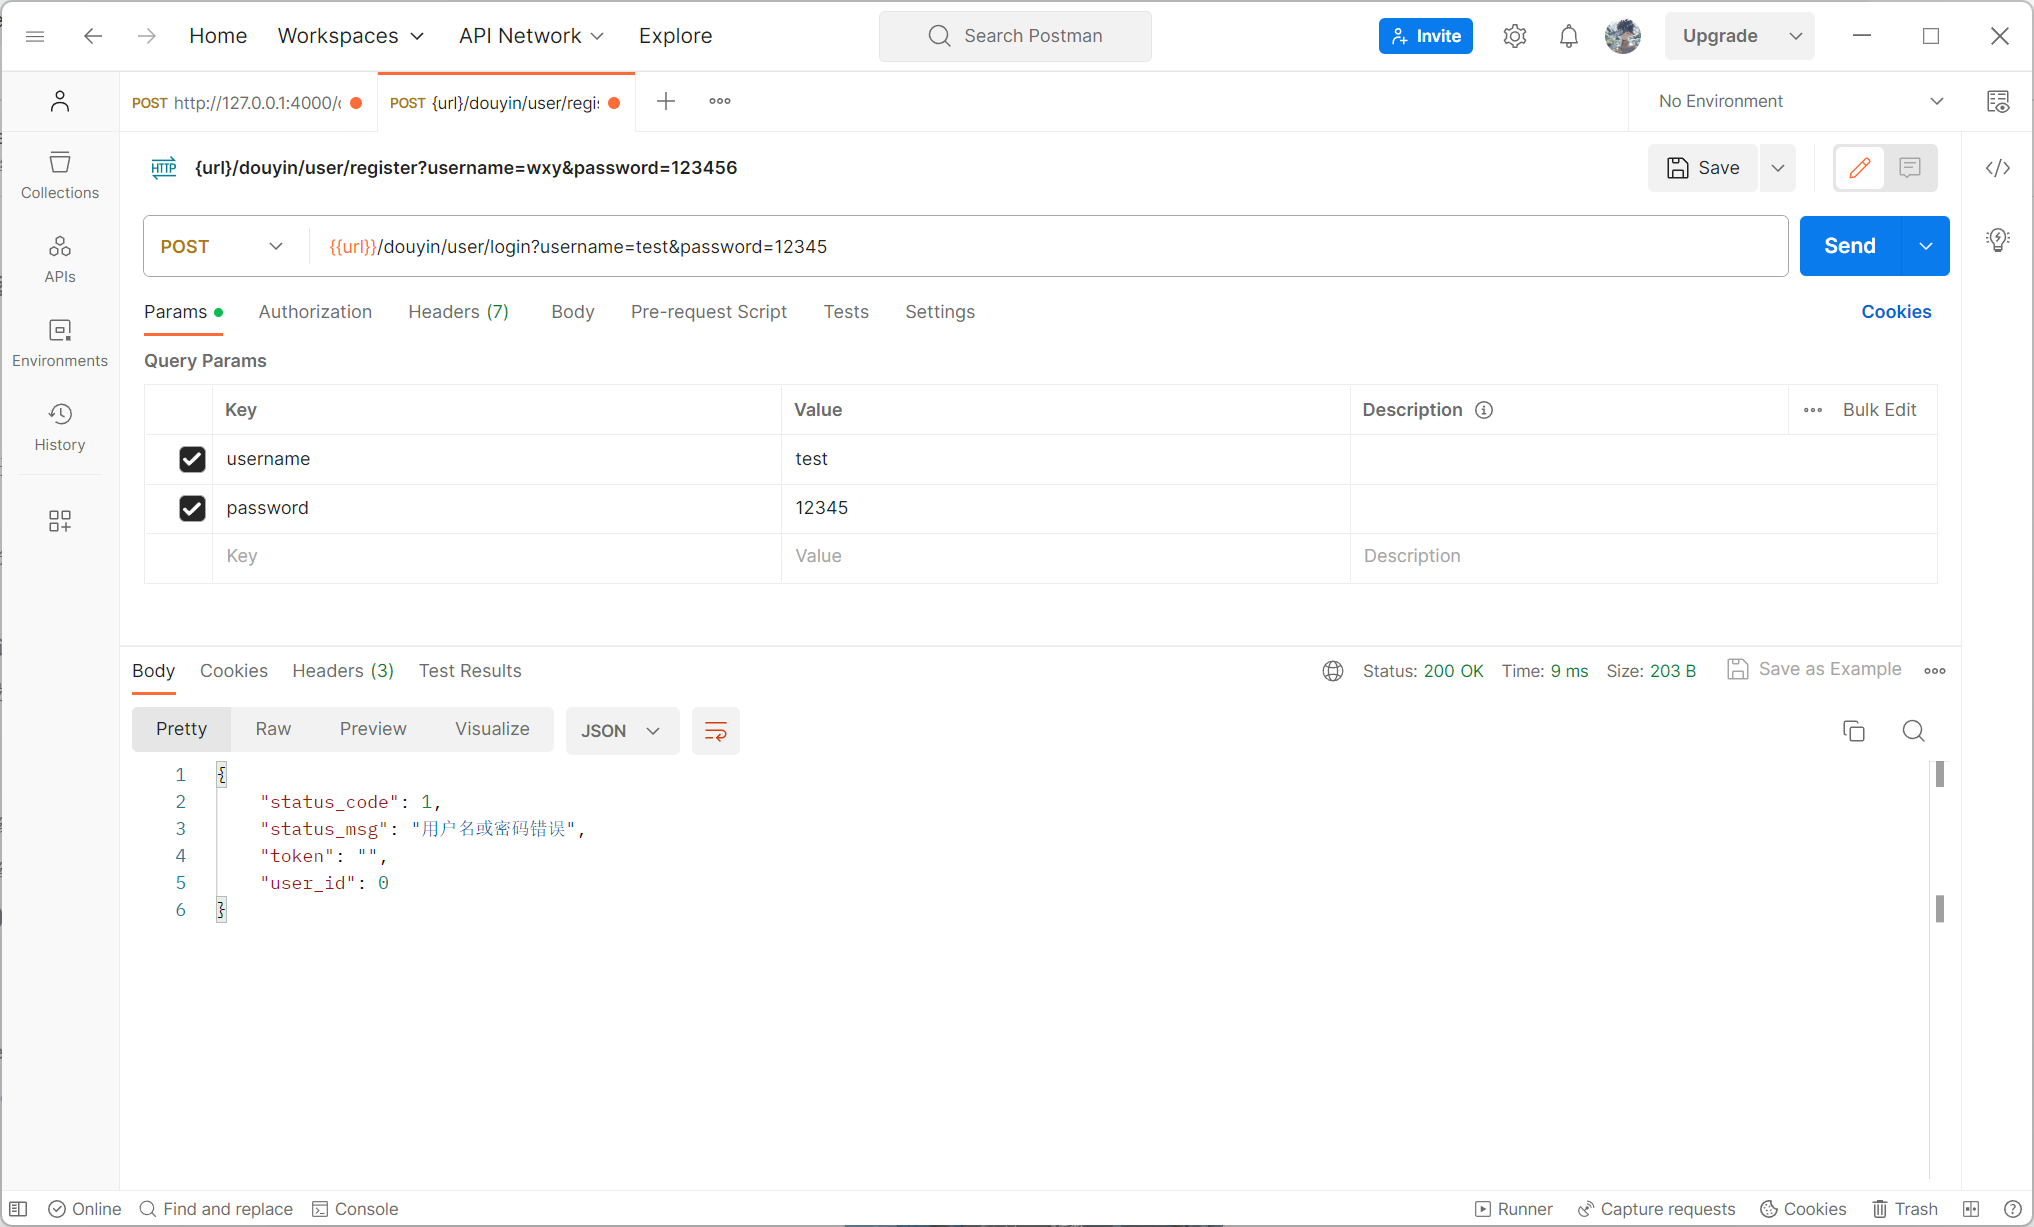 Home
Workspaces
API Network
Explore
Search Postman
Invite
Upgrade
POST http://127.0.0.1:4000/
POST {url}/douyin/user/regi
No Environment
HTTP {url}/douyin/user/register?username=wxy&password=123456
Save
Collections
APIs
Environments
History
POST
{{url}}/douyin/user/login?username=test&password=12345
Send
Params
Authorization
Headers (7)
Body
Pre-request Script
Tests
Settings
Cookies
Query Params
Key Value Description Bulk Edit
username test
password 12345
Key Value Description
Body
Cookies
Headers (3)
Test Results
Status: 200 OK Time: 9 ms Size: 203 B
Save as Example
Pretty
Raw
Preview
Visualize
JSON
1 {
2 "status_code": 1,
3 "status_msg": "用户名或密码错误",
4 "token": "",
5 "user_id": 0
6 }
Online
Find and replace
Console
Runner
Capture requests
Cookies
Trash